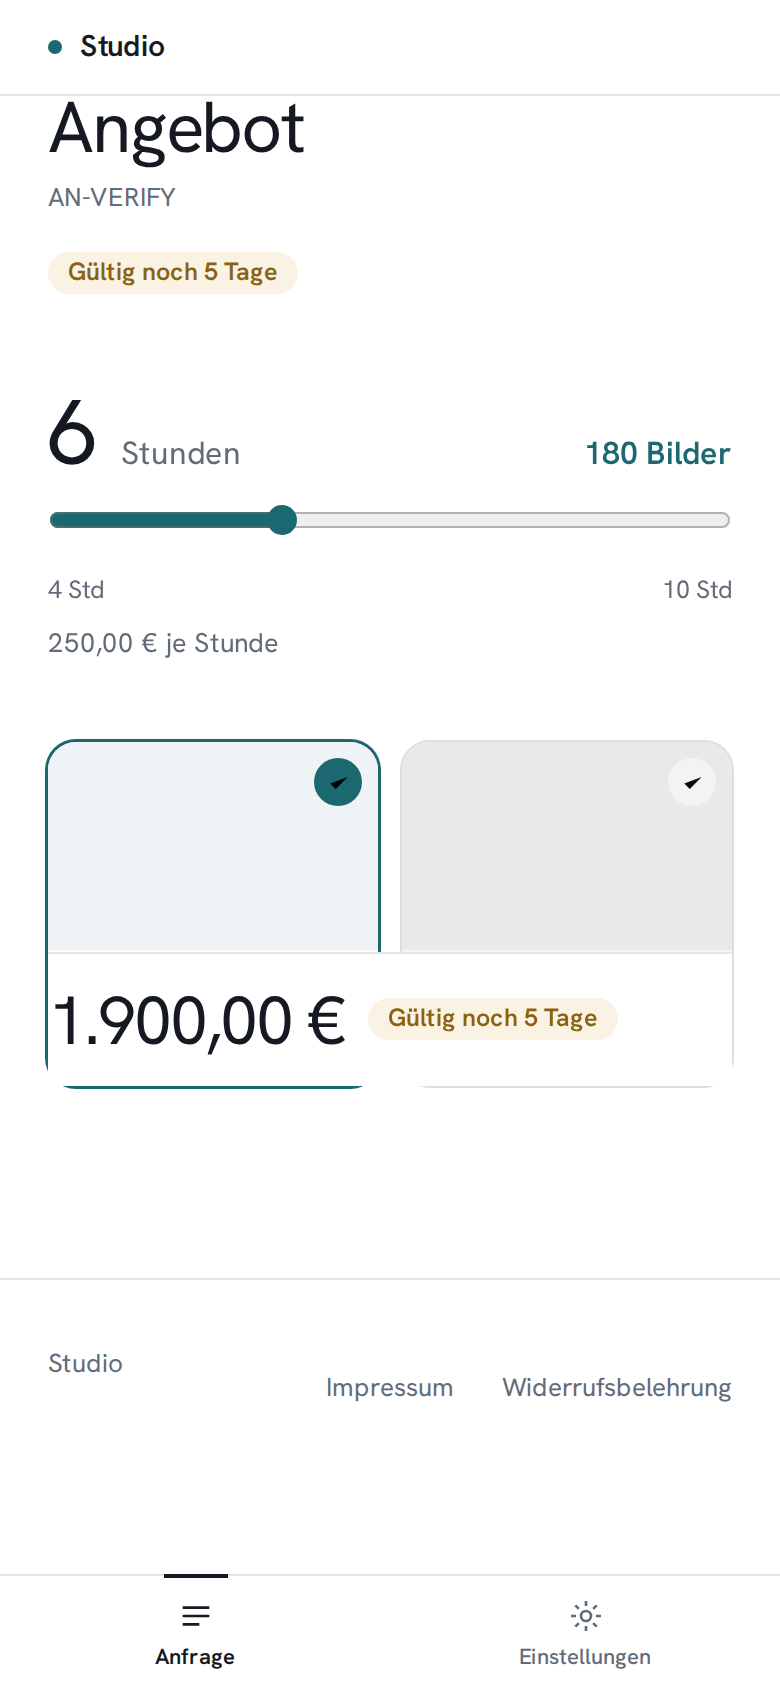 Studio
Angebot
AN-VERIFY
Gültig noch 5 Tage
6 Stunden
180 Bilder
4 Std
10 Std
250,00 € je Stunde
1.900,00 €
Gültig noch 5 Tage
Studio
Impressum
Widerrufsbelehrung
Anfrage
Einstellungen